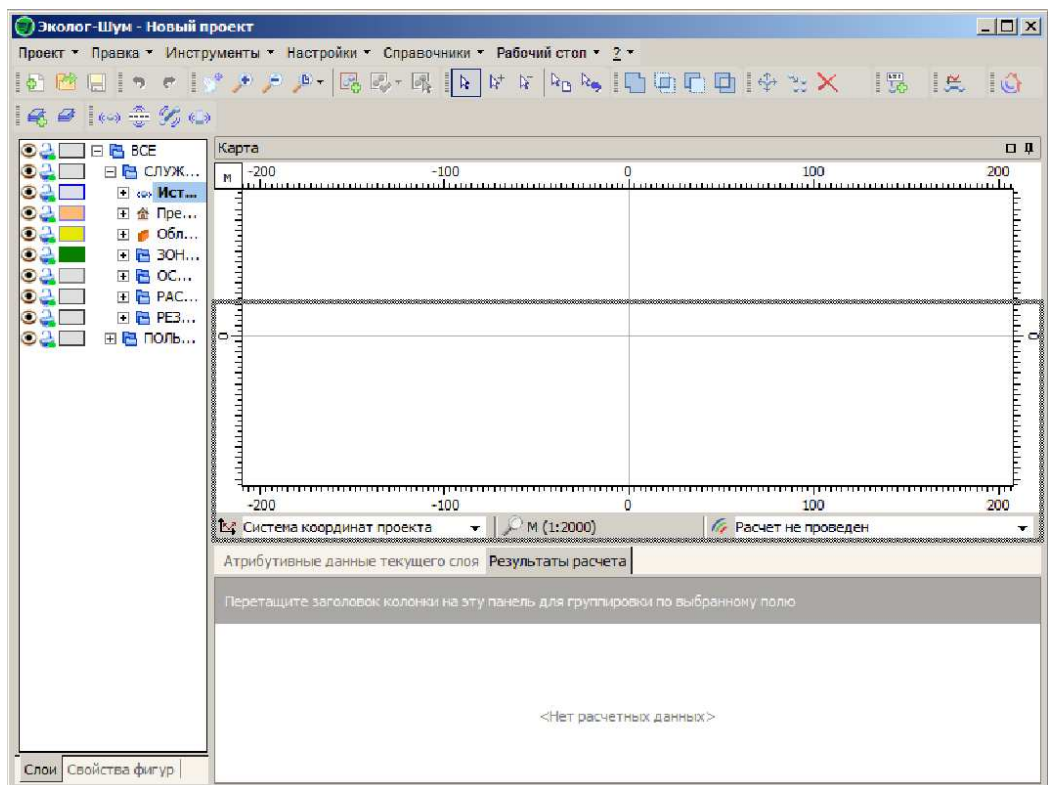 Эколог-Шум - Новый проект
Проект Правка Инструменты Настройки Справочники Рабочий стол ?
ВСЕ
СЛУЖ...
Ист...
Пре...
Обл...
ЗОН...
ОС...
РАС...
РЕЗ...
ПОЛЬ...
Слои Свойства фигур
Карта
м -200 -100 0 100 200
0 0
-200 -100 0 100 200
Система координат проекта М (1:2000) Расчет не проведен
Атрибутивные данные текущего слоя Результаты расчета
Перетащите заголовок колонки на эту панель для группировки по выбранному полю
<Нет расчетных данных>